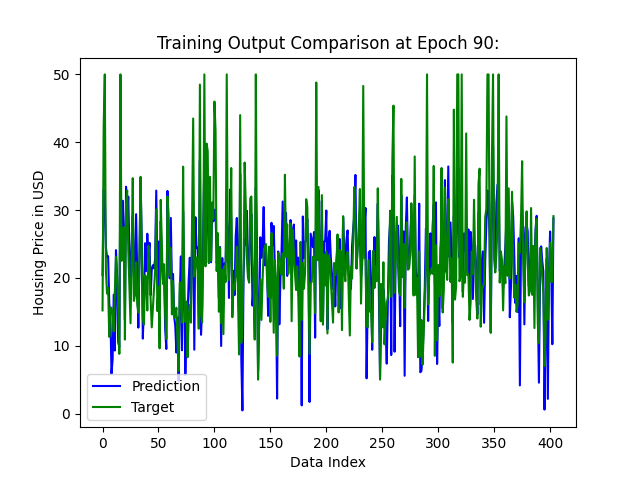 Training Output Comparison at Epoch 90:
Housing Price in USD
50
40
30
20
10
0
Prediction
Target
0 50 100 150 200 250 300 350 400
Data Index